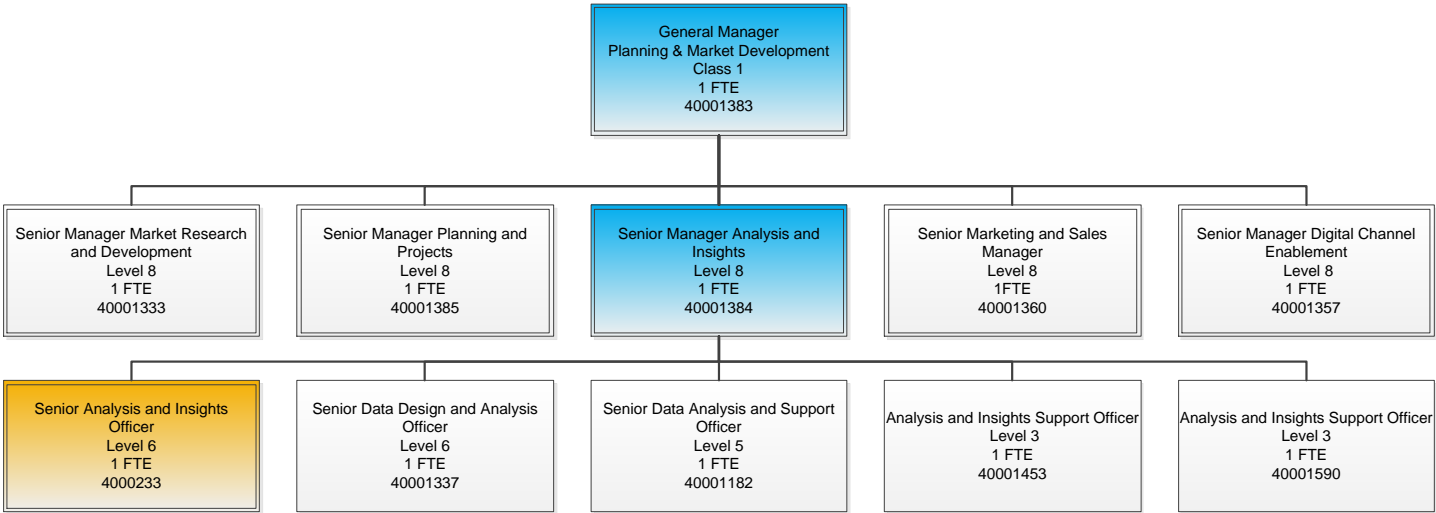 General Manager
Planning & Market Development
Class 1
1 FTE
40001383
Senior Manager Market Research
and Development
Level 8
1 FTE
40001333
Senior Manager Planning and
Projects
Level 8
1 FTE
40001385
Senior Manager Analysis and
Insights
Level 8
1 FTE
40001384
Senior Marketing and Sales
Manager
Level 8
1FTE
40001360
Senior Manager Digital Channel
Enablement
Level 8
1 FTE
40001357
Senior Analysis and Insights
Officer
Level 6
1 FTE
4000233
Senior Data Design and Analysis
Officer
Level 6
1 FTE
40001337
Senior Data Analysis and Support
Officer
Level 5
1 FTE
40001182
Analysis and Insights Support Officer
Level 3
1 FTE
40001453
Analysis and Insights Support Officer
Level 3
1 FTE
40001590